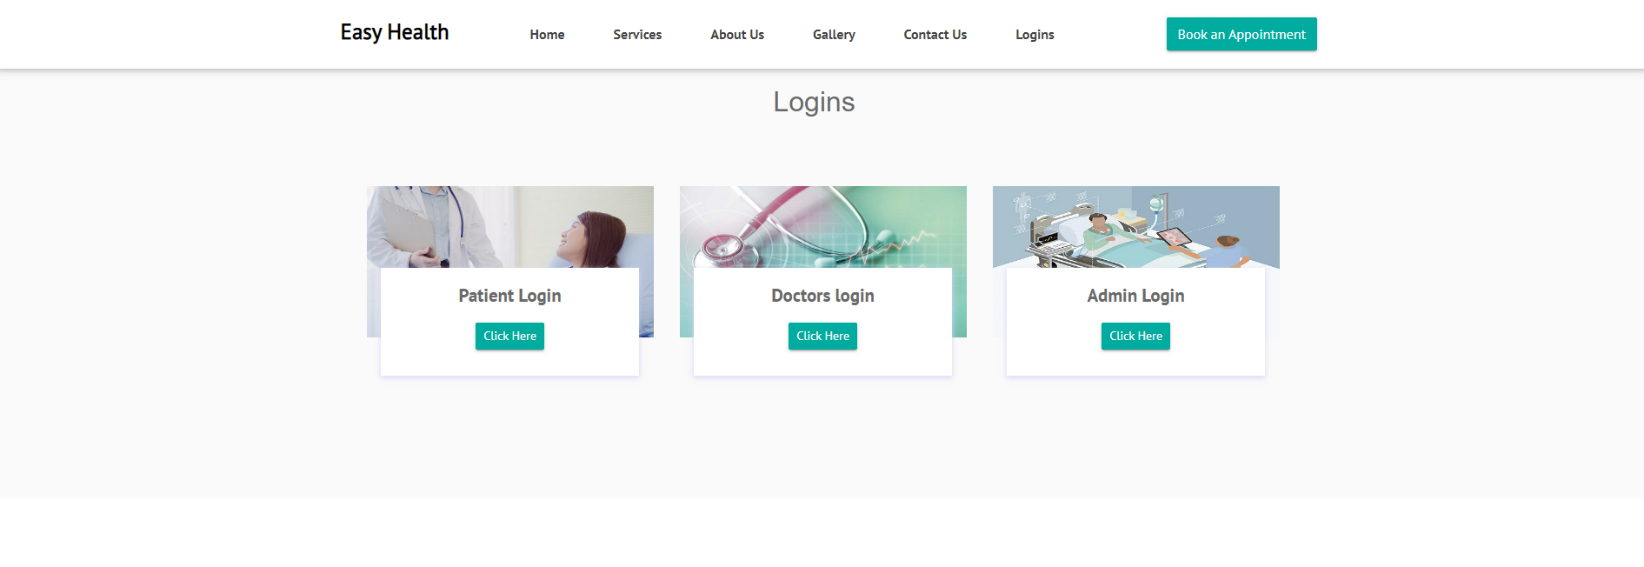 Easy Health Home Services About Us Gallery Contact Us Logins Book an Appointment
Logins
Patient Login Doctors login Admin Login
Click Here Click Here Click Here